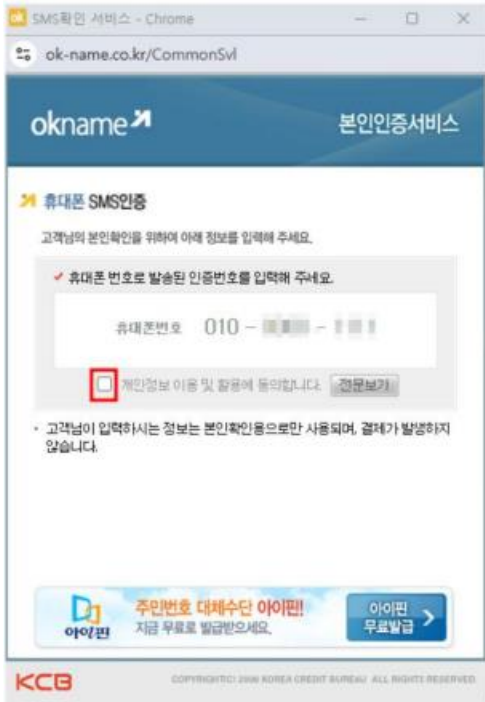 SMS확인 서비스 - Chrome
ok-name.co.kr/CommonSvl
okname
본인인증서비스
휴대폰 SMS인증
고객님의 본인확인을 위하여 아래 정보를 입력해 주세요.
휴대폰 번호로 발송된 인증번호를 입력해 주세요.
휴대폰번호 010 - -
개인정보 이용 및 활용에 동의합니다. 전문보기
· 고객님이 입력하시는 정보는 본인확인용으로만 사용되며, 결제가 발생하지
않습니다.
아이핀
주민번호 대체수단 아이핀!
지금 무료로 발급받으세요.
아이핀
무료발급
KCB
COPYRIGHT(C) 2006 KOREA CREDIT BUREAU ALL RIGHTS RESERVED.